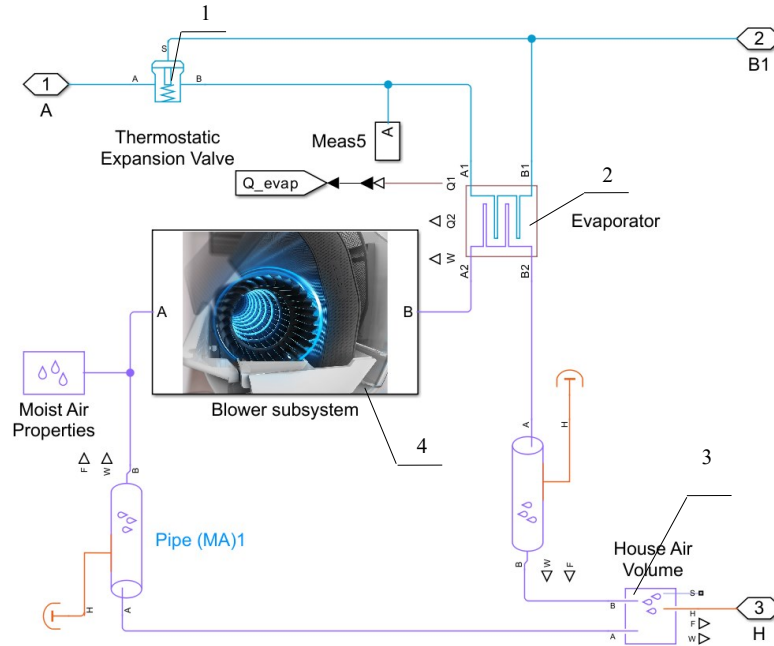 1
S
2
B1
1
A
A
B
Thermostatic
Expansion Valve
Meas5
A
A1
B1
Q_evap
Q1
2
Q2
Evaporator
W
A2
B2
A
B
Blower subsystem
4
Moist Air
Properties
F
W
B
A
H
3
Pipe (MA)1
H
A
B
W
F
House Air
Volume
B
S
H
F
A
W
3
H